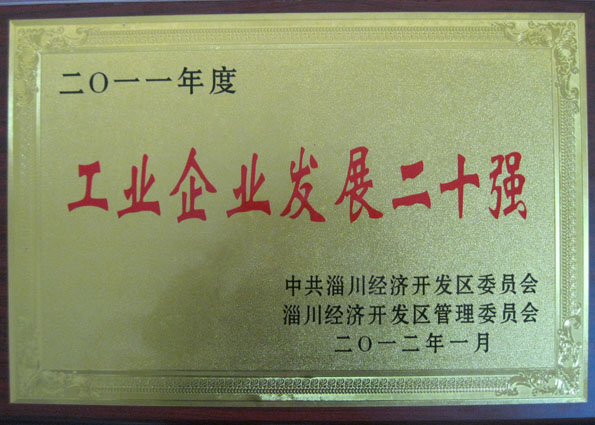 二〇一一年度
工业企业发展二十强
中共淄川经济开发区委员会
淄川经济开发区管理委员会
二〇一二年一月